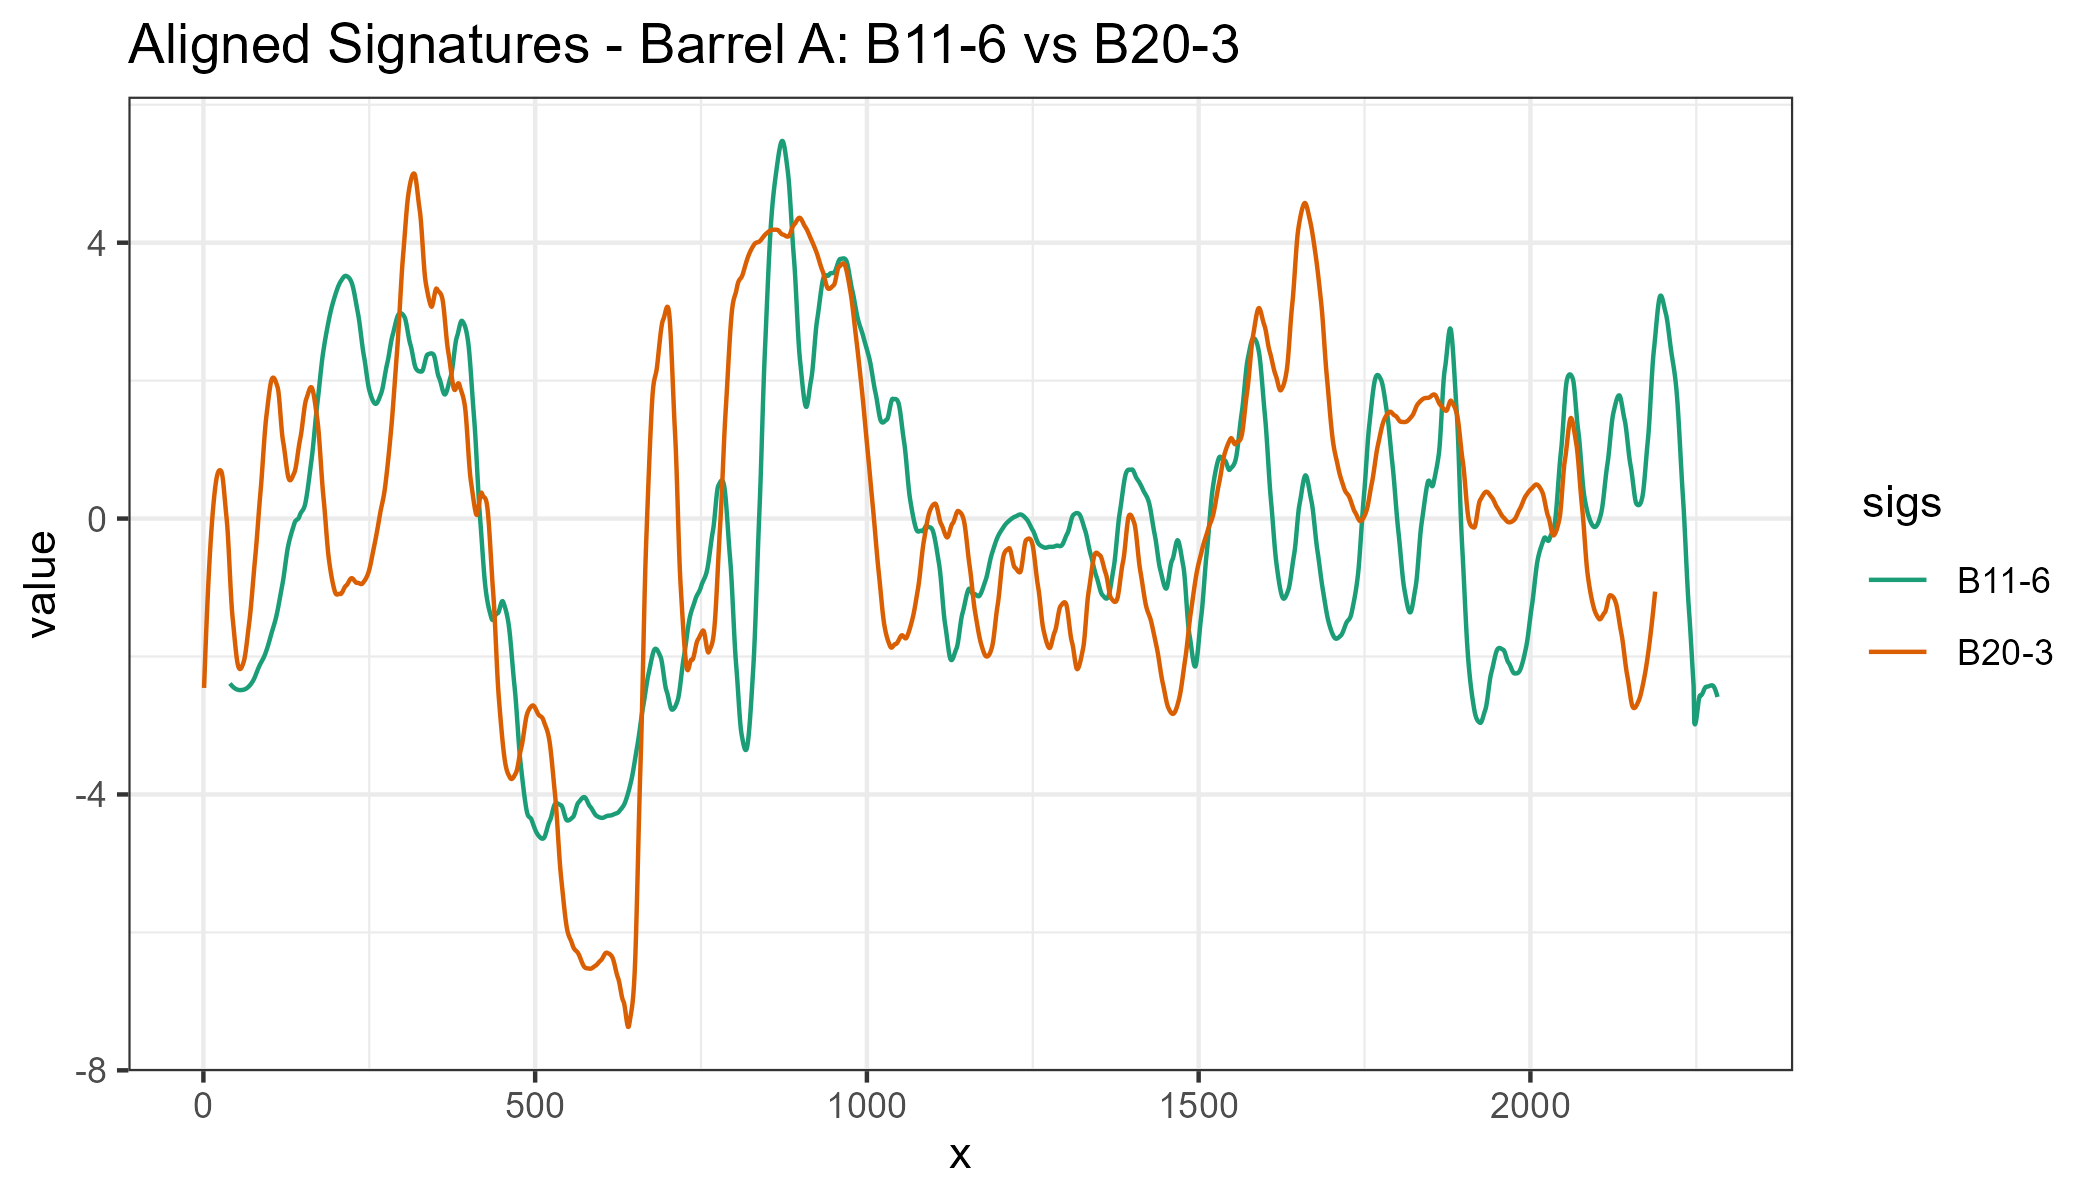 Aligned Signatures - Barrel A: B11-6 vs B20-3
4
0
-4
-8
value
0 500 1000 1500 2000
x
sigs
B11-6
B20-3